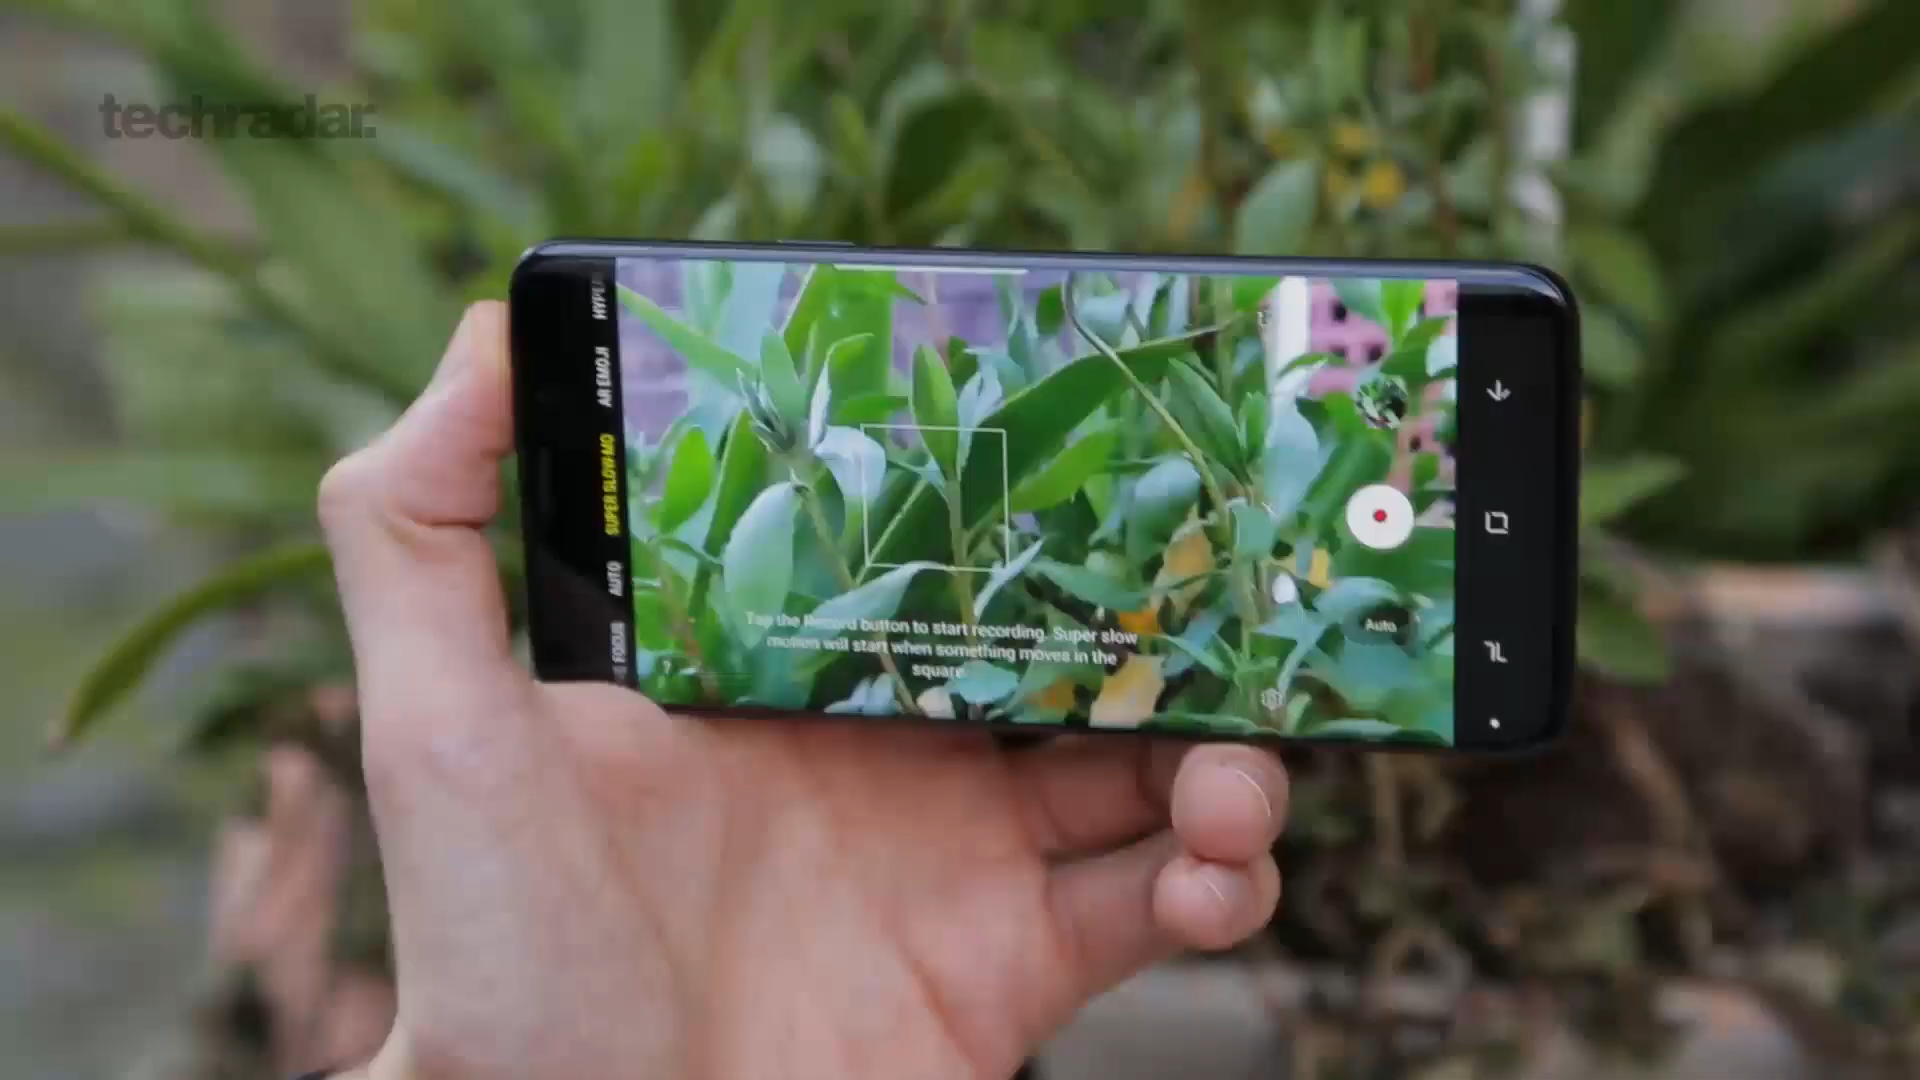 techradar.
HYPE
AR EMOJI
SUPER SLOW-MO
AUTO
FOCUS
Tap the Record button to start recording. Super slow
motion will start when something moves in the
square.
Auto